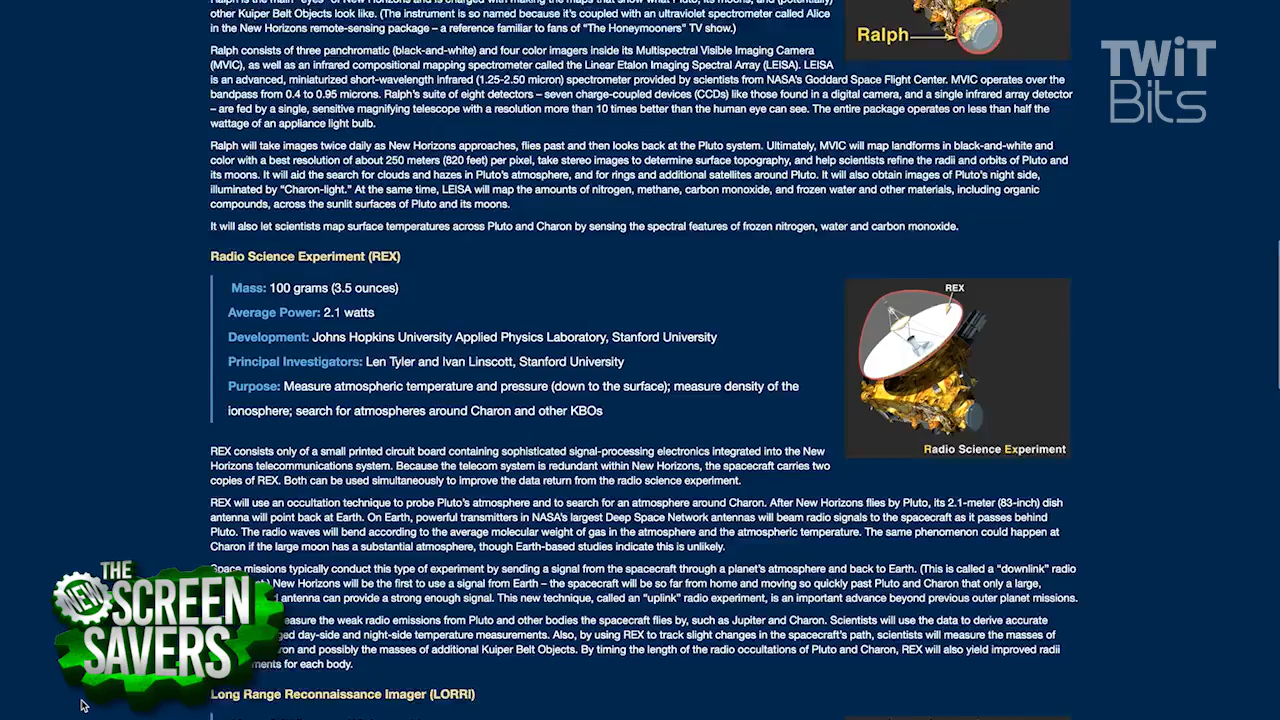 Ralph is the main "eyes" of New Horizons and is charged with making the maps that show what Pluto, its moons, and (potentially)
other Kuiper Belt Objects look like. (The instrument is so named because it's coupled with an ultraviolet spectrometer called Alice
in the New Horizons remote-sensing package – a reference familiar to fans of "The Honeymooners" TV show.)
Ralph
TWiT
Bits
Ralph consists of three panchromatic (black-and-white) and four color imagers inside its Multispectral Visible Imaging Camera
(MVIC), as well as an infrared compositional mapping spectrometer called the Linear Etalon Imaging Spectral Array (LEISA). LEISA
is an advanced, miniaturized short-wavelength infrared (1.25-2.50 micron) spectrometer provided by scientists from NASA's Goddard Space Flight Center. MVIC operates over the
bandpass from 0.4 to 0.95 microns. Ralph's suite of eight detectors – seven charge-coupled devices (CCDs) like those found in a digital camera, and a single infrared array detector
– are fed by a single, sensitive magnifying telescope with a resolution more than 10 times better than the human eye can see. The entire package operates on less than half the
wattage of an appliance light bulb.
Ralph will take images twice daily as New Horizons approaches, flies past and then looks back at the Pluto system. Ultimately, MVIC will map landforms in black-and-white and
color with a best resolution of about 250 meters (820 feet) per pixel, take stereo images to determine surface topography, and help scientists refine the radii and orbits of Pluto and
its moons. It will aid the search for clouds and hazes in Pluto's atmosphere, and for rings and additional satellites around Pluto. It will also obtain images of Pluto's night side,
illuminated by "Charon-light." At the same time, LEISA will map the amounts of nitrogen, methane, carbon monoxide, and frozen water and other materials, including organic
compounds, across the sunlit surfaces of Pluto and its moons.
It will also let scientists map surface temperatures across Pluto and Charon by sensing the spectral features of frozen nitrogen, water and carbon monoxide.
Radio Science Experiment (REX)
Mass: 100 grams (3.5 ounces)
Average Power: 2.1 watts
Development: Johns Hopkins University Applied Physics Laboratory, Stanford University
Principal Investigators: Len Tyler and Ivan Linscott, Stanford University
Purpose: Measure atmospheric temperature and pressure (down to the surface); measure density of the
ionosphere; search for atmospheres around Charon and other KBOs
REX
Radio Science Experiment
REX consists only of a small printed circuit board containing sophisticated signal-processing electronics integrated into the New
Horizons telecommunications system. Because the telecom system is redundant within New Horizons, the spacecraft carries two
copies of REX. Both can be used simultaneously to improve the data return from the radio science experiment.
REX will use an occultation technique to probe Pluto's atmosphere and to search for an atmosphere around Charon. After New Horizons flies by Pluto, its 2.1-meter (83-inch) dish
antenna will point back at Earth. On Earth, powerful transmitters in NASA's largest Deep Space Network antennas will beam radio signals to the spacecraft as it passes behind
Pluto. The radio waves will bend according to the average molecular weight of gas in the atmosphere and the atmospheric temperature. The same phenomenon could happen at
Charon if the large moon has a substantial atmosphere, though Earth-based studies indicate this is unlikely.
Space missions typically conduct this type of experiment by sending a signal from the spacecraft through a planet's atmosphere and back to Earth. (This is called a "downlink" radio
New Horizons will be the first to use a signal from Earth – the spacecraft will be so far from home and moving so quickly past Pluto and Charon that only a large,
antenna can provide a strong enough signal. This new technique, called an "uplink" radio experiment, is an important advance beyond previous outer planet missions.
easure the weak radio emissions from Pluto and other bodies the spacecraft flies by, such as Jupiter and Charon. Scientists will use the data to derive accurate
ged day-side and night-side temperature measurements. Also, by using REX to track slight changes in the spacecraft's path, scientists will measure the masses of
on and possibly the masses of additional Kuiper Belt Objects. By timing the length of the radio occultations of Pluto and Charon, REX will also yield improved radii
ments for each body.
THE
NEW
SCREEN
SAVERS
Long Range Reconnaissance Imager (LORRI)